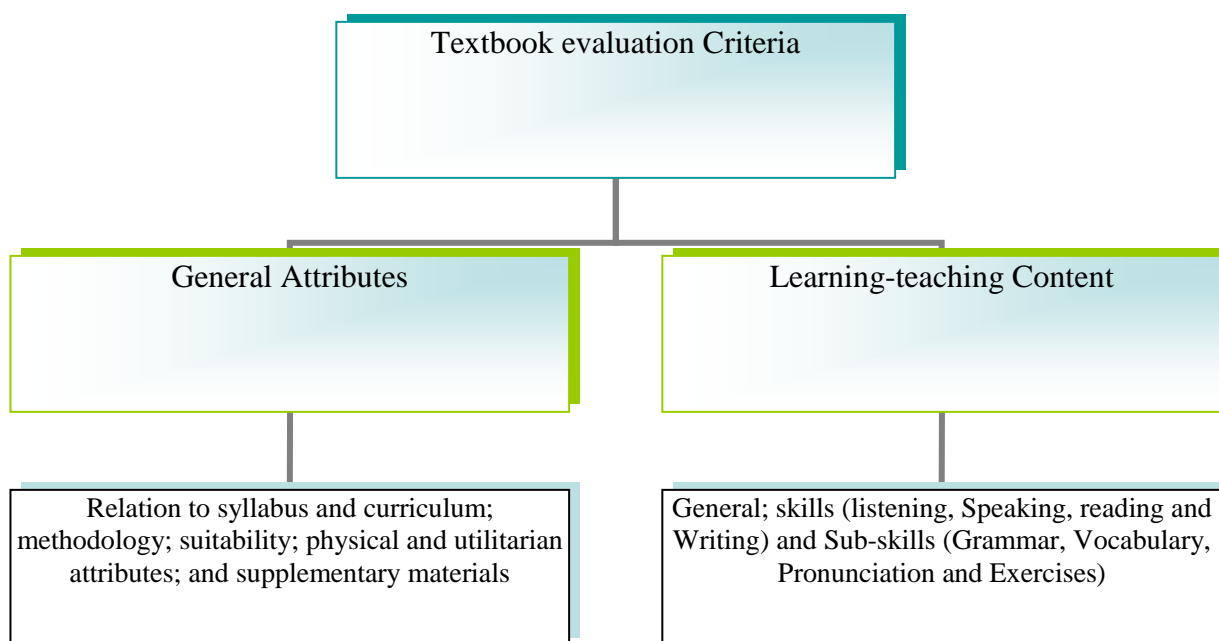 Textbook evaluation Criteria
General Attributes
Learning-teaching Content
Relation to syllabus and curriculum;
methodology; suitability; physical and utilitarian
attributes; and supplementary materials
General; skills (listening, Speaking, reading and
Writing) and Sub-skills (Grammar, Vocabulary,
Pronunciation and Exercises)